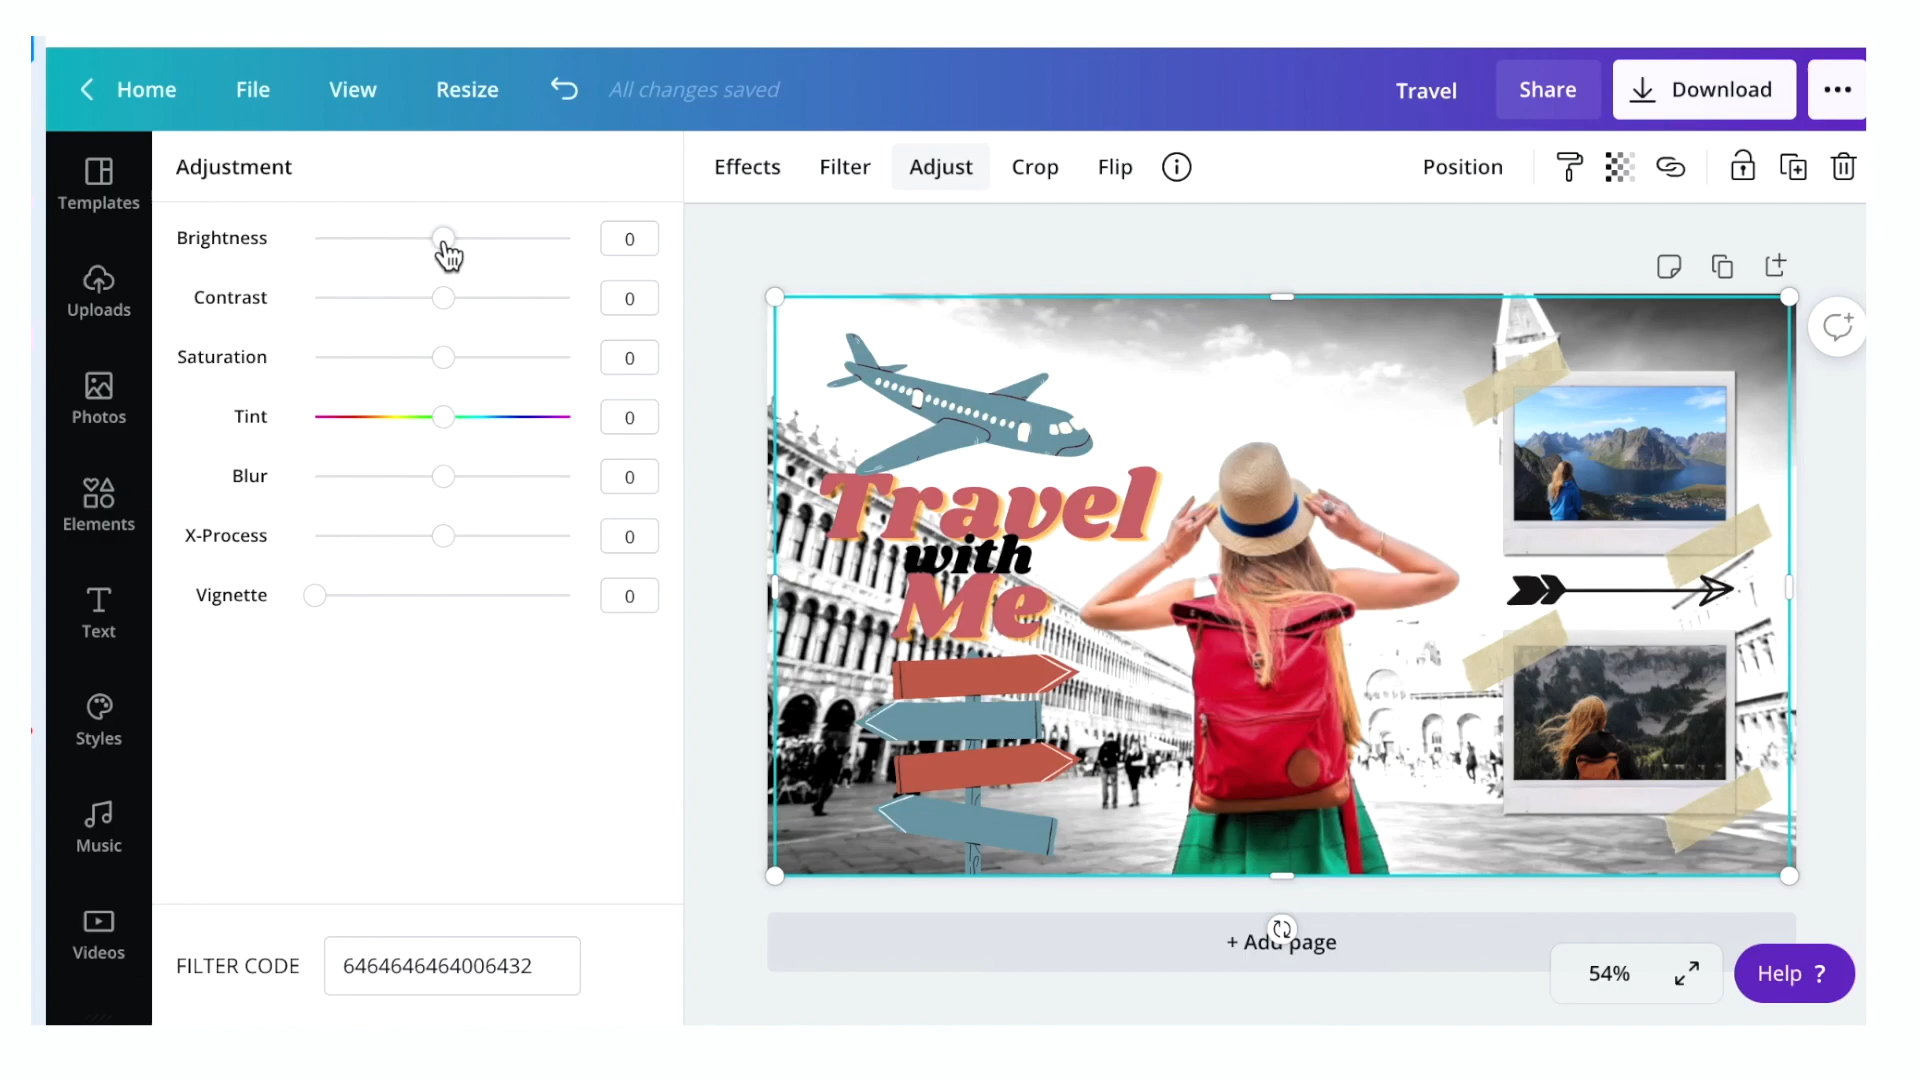 Home File View Resize All changes saved Travel Share Download
Templates
Uploads
Photos
Elements
Text
Styles
Music
Videos
Adjustment
Brightness 0
Contrast 0
Saturation 0
Tint 0
Blur 0
X-Process 0
Vignette 0
FILTER CODE 6464646464006432
Effects Filter Adjust Crop Flip Position
Travel
with
Me
+ Add page
54%
Help ?